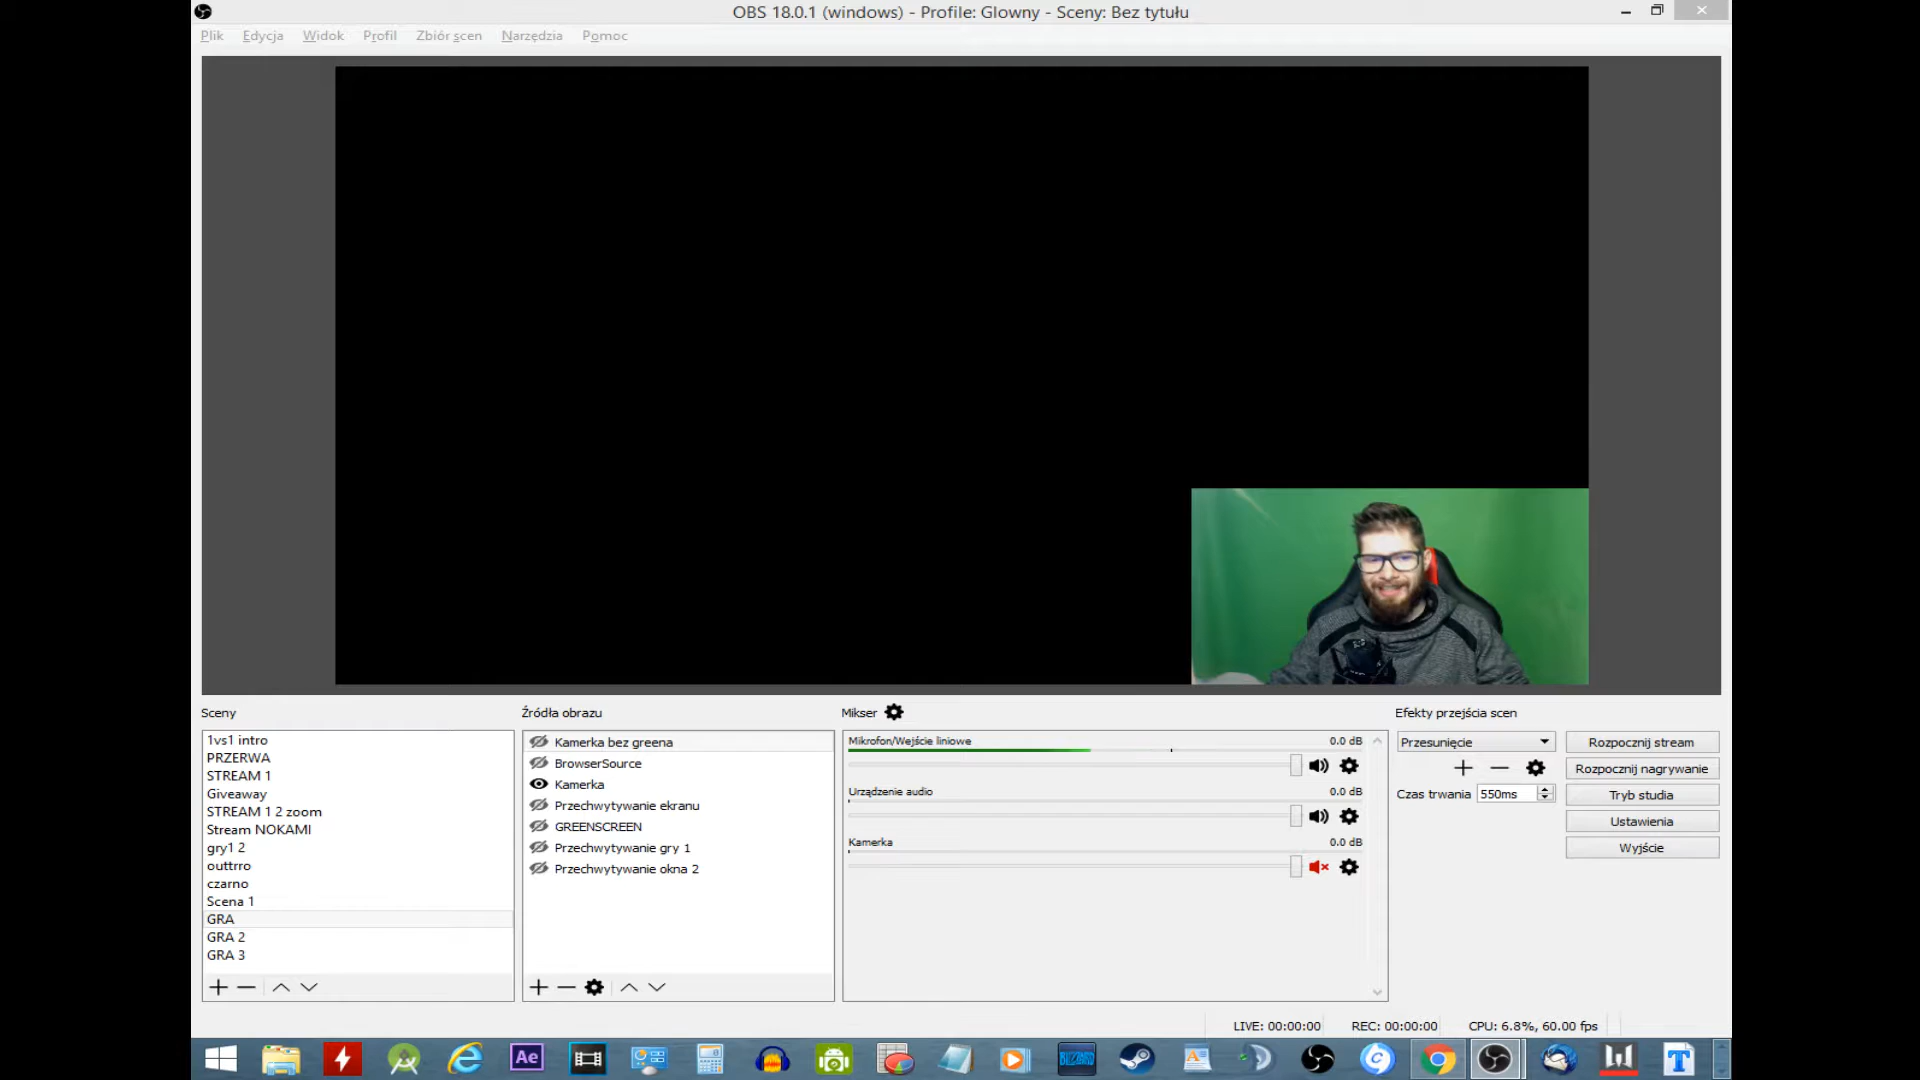 OBS 18.0.1 (windows) - Profile: Glowny - Sceny: Bez tytułu
Plik Edycja Widok Profil Zbiór scen Narzędzia Pomoc
Sceny
1vs1 intro
PRZERWA
STREAM 1
Giveaway
STREAM 1 2 zoom
Stream NOKAMI
gry1 2
outtrro
czarno
Scena 1
GRA
GRA 2
GRA 3
Źródła obrazu
Kamerka bez greena
BrowserSource
Kamerka
Przechwytywanie ekranu
GREENSCREEN
Przechwytywanie gry 1
Przechwytywanie okna 2
Mikser
Mikrofon/Wejście liniowe 0.0 dB
Urządzenie audio 0.0 dB
Kamerka 0.0 dB
Efekty przejścia scen
Przesunięcie
Czas trwania 550ms
Rozpocznij stream
Rozpocznij nagrywanie
Tryb studia
Ustawienia
Wyjście
LIVE: 00:00:00 REC: 00:00:00 CPU: 6.8%, 60.00 fps
Ae
BLIZZARD